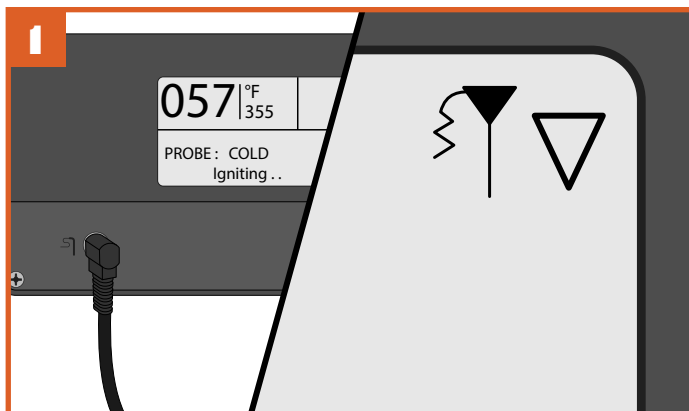 1
057 °F
355
PROBE : COLD
Igniting . .